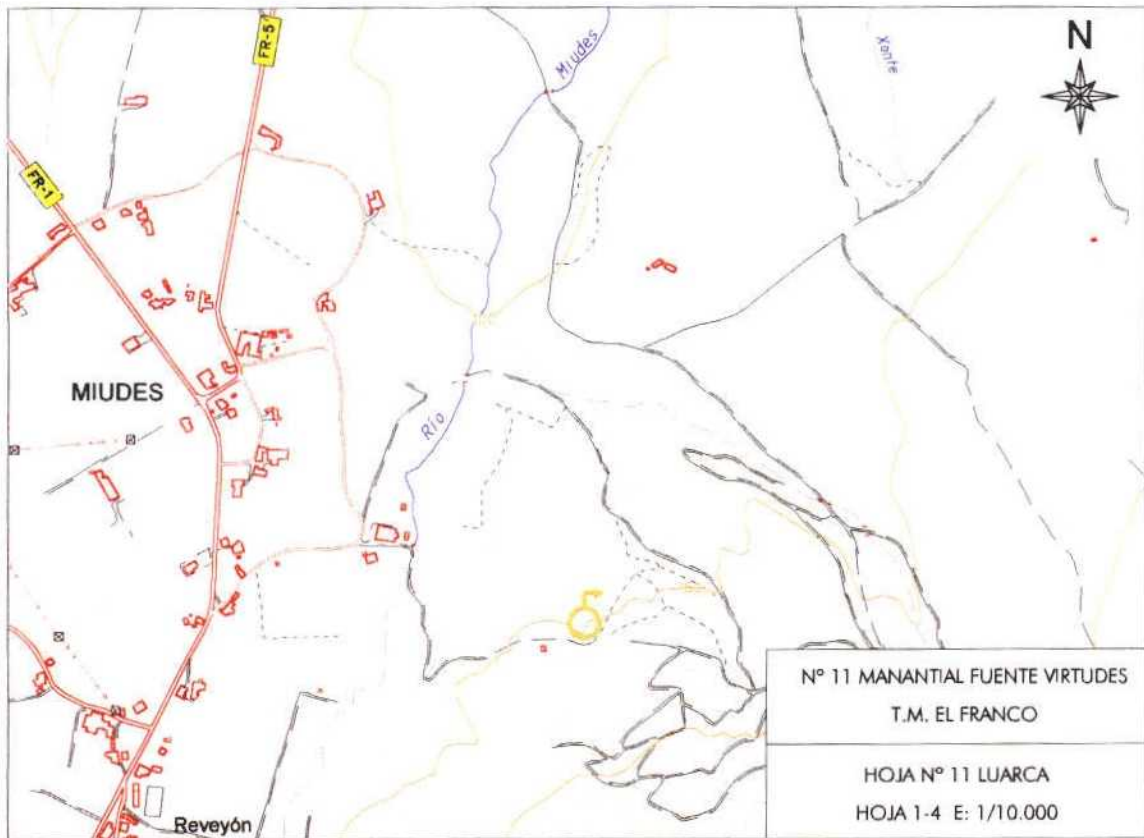 FR-5
Miudes
Xonte
N
FR-1
MIUDES
Río
Reveyón
Nº 11 MANANTIAL FUENTE VIRTUDES
T.M. EL FRANCO
HOJA Nº 11 LUARCA
HOJA 1-4 E: 1/10.000